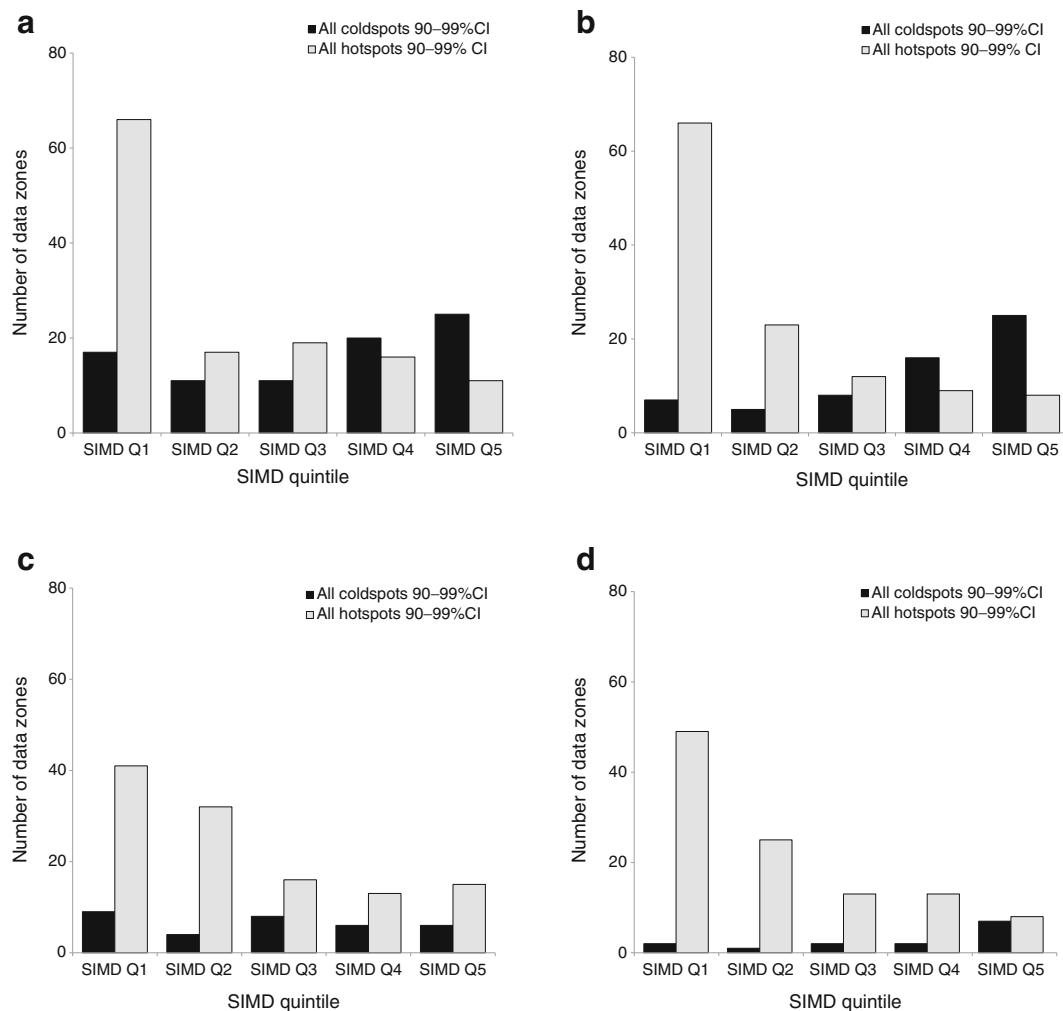 a
All coldspots 90–99%CI
All hotspots 90–99% CI
80
60
40
20
0
Number of data zones
SIMD Q1 SIMD Q2 SIMD Q3 SIMD Q4 SIMD Q5
SIMD quintile
b
All coldspots 90–99%CI
All hotspots 90–99% CI
80
60
40
20
0
Number of data zones
SIMD Q1 SIMD Q2 SIMD Q3 SIMD Q4 SIMD Q5
SIMD quintile
c
All coldspots 90–99%CI
All hotspots 90–99%CI
80
60
40
20
0
Number of data zones
SIMD Q1 SIMD Q2 SIMD Q3 SIMD Q4 SIMD Q5
SIMD quintile
d
All coldspots 90–99%CI
All hotspots 90–99%CI
80
60
40
20
0
Number of data zones
SIMD Q1 SIMD Q2 SIMD Q3 SIMD Q4 SIMD Q5
SIMD quintile